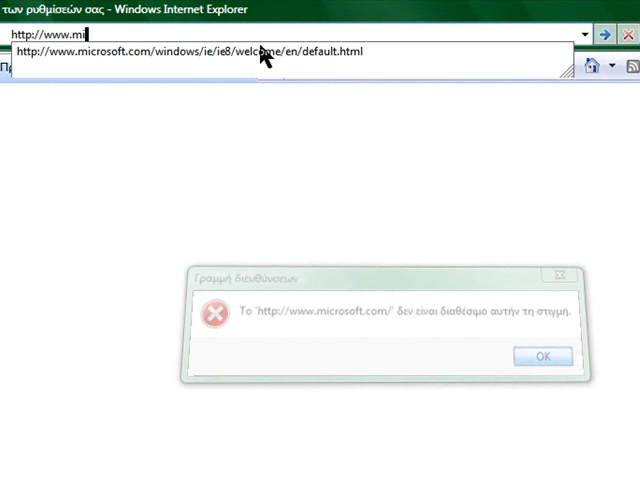 των ρυθμίσεών σας - Windows Internet Explorer
http://www.mi
http://www.microsoft.com/windows/ie/ie8/welcome/en/default.html
Γραμμή διευθύνσεων
Το 'http://www.microsoft.com/' δεν είναι διαθέσιμο αυτήν τη στιγμή.
OK